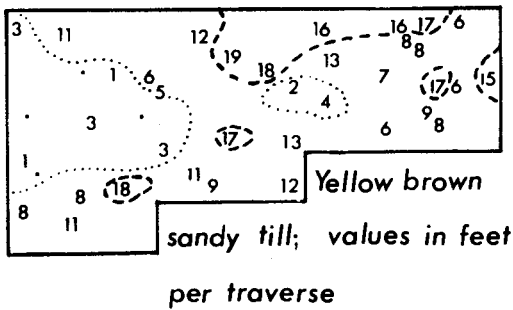 3 11 12 16 16 17 6
19 8 8
13
1 6 18 7 17 6 15
5 2
4
3 9
17 6 8
3 13
1 11
8 18 9 12 Yellow brown
8
11 sandy till; values in feet
per traverse